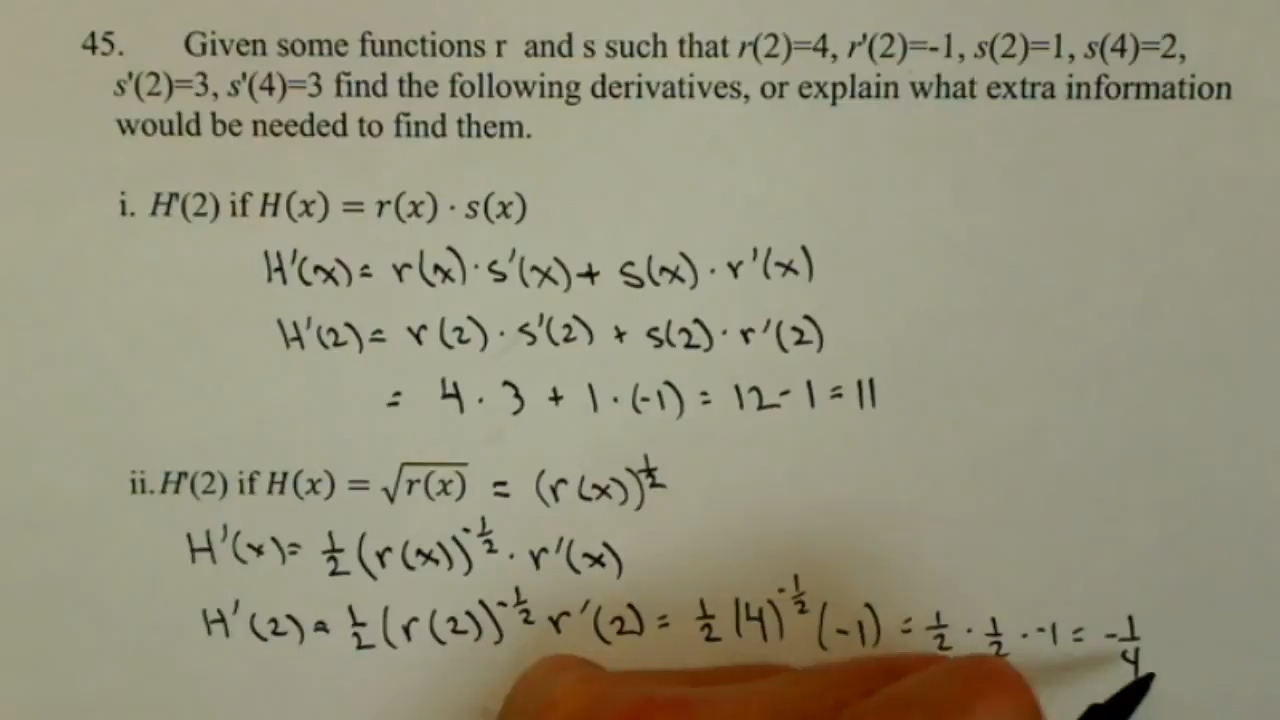 45. Given some functions r and s such that r(2)=4, r'(2)=-1, s(2)=1, s(4)=2,
s'(2)=3, s'(4)=3 find the following derivatives, or explain what extra information
would be needed to find them.
i. H'(2) if H(x) = r(x) · s(x)
H'(x) = r(x) · s'(x) + s(x) · r'(x)
H'(2) = r(2) · s'(2) + s(2) · r'(2)
= 4 · 3 + 1 · (-1) = 12 - 1 = 11
ii. H'(2) if H(x) = √r(x) = (r(x))^½
H'(x) = ½ (r(x))^-½ · r'(x)
H'(2) = ½ (r(2))^-½ r'(2) = ½ (4)^-½ (-1) = ½ · ½ · -1 = -¼